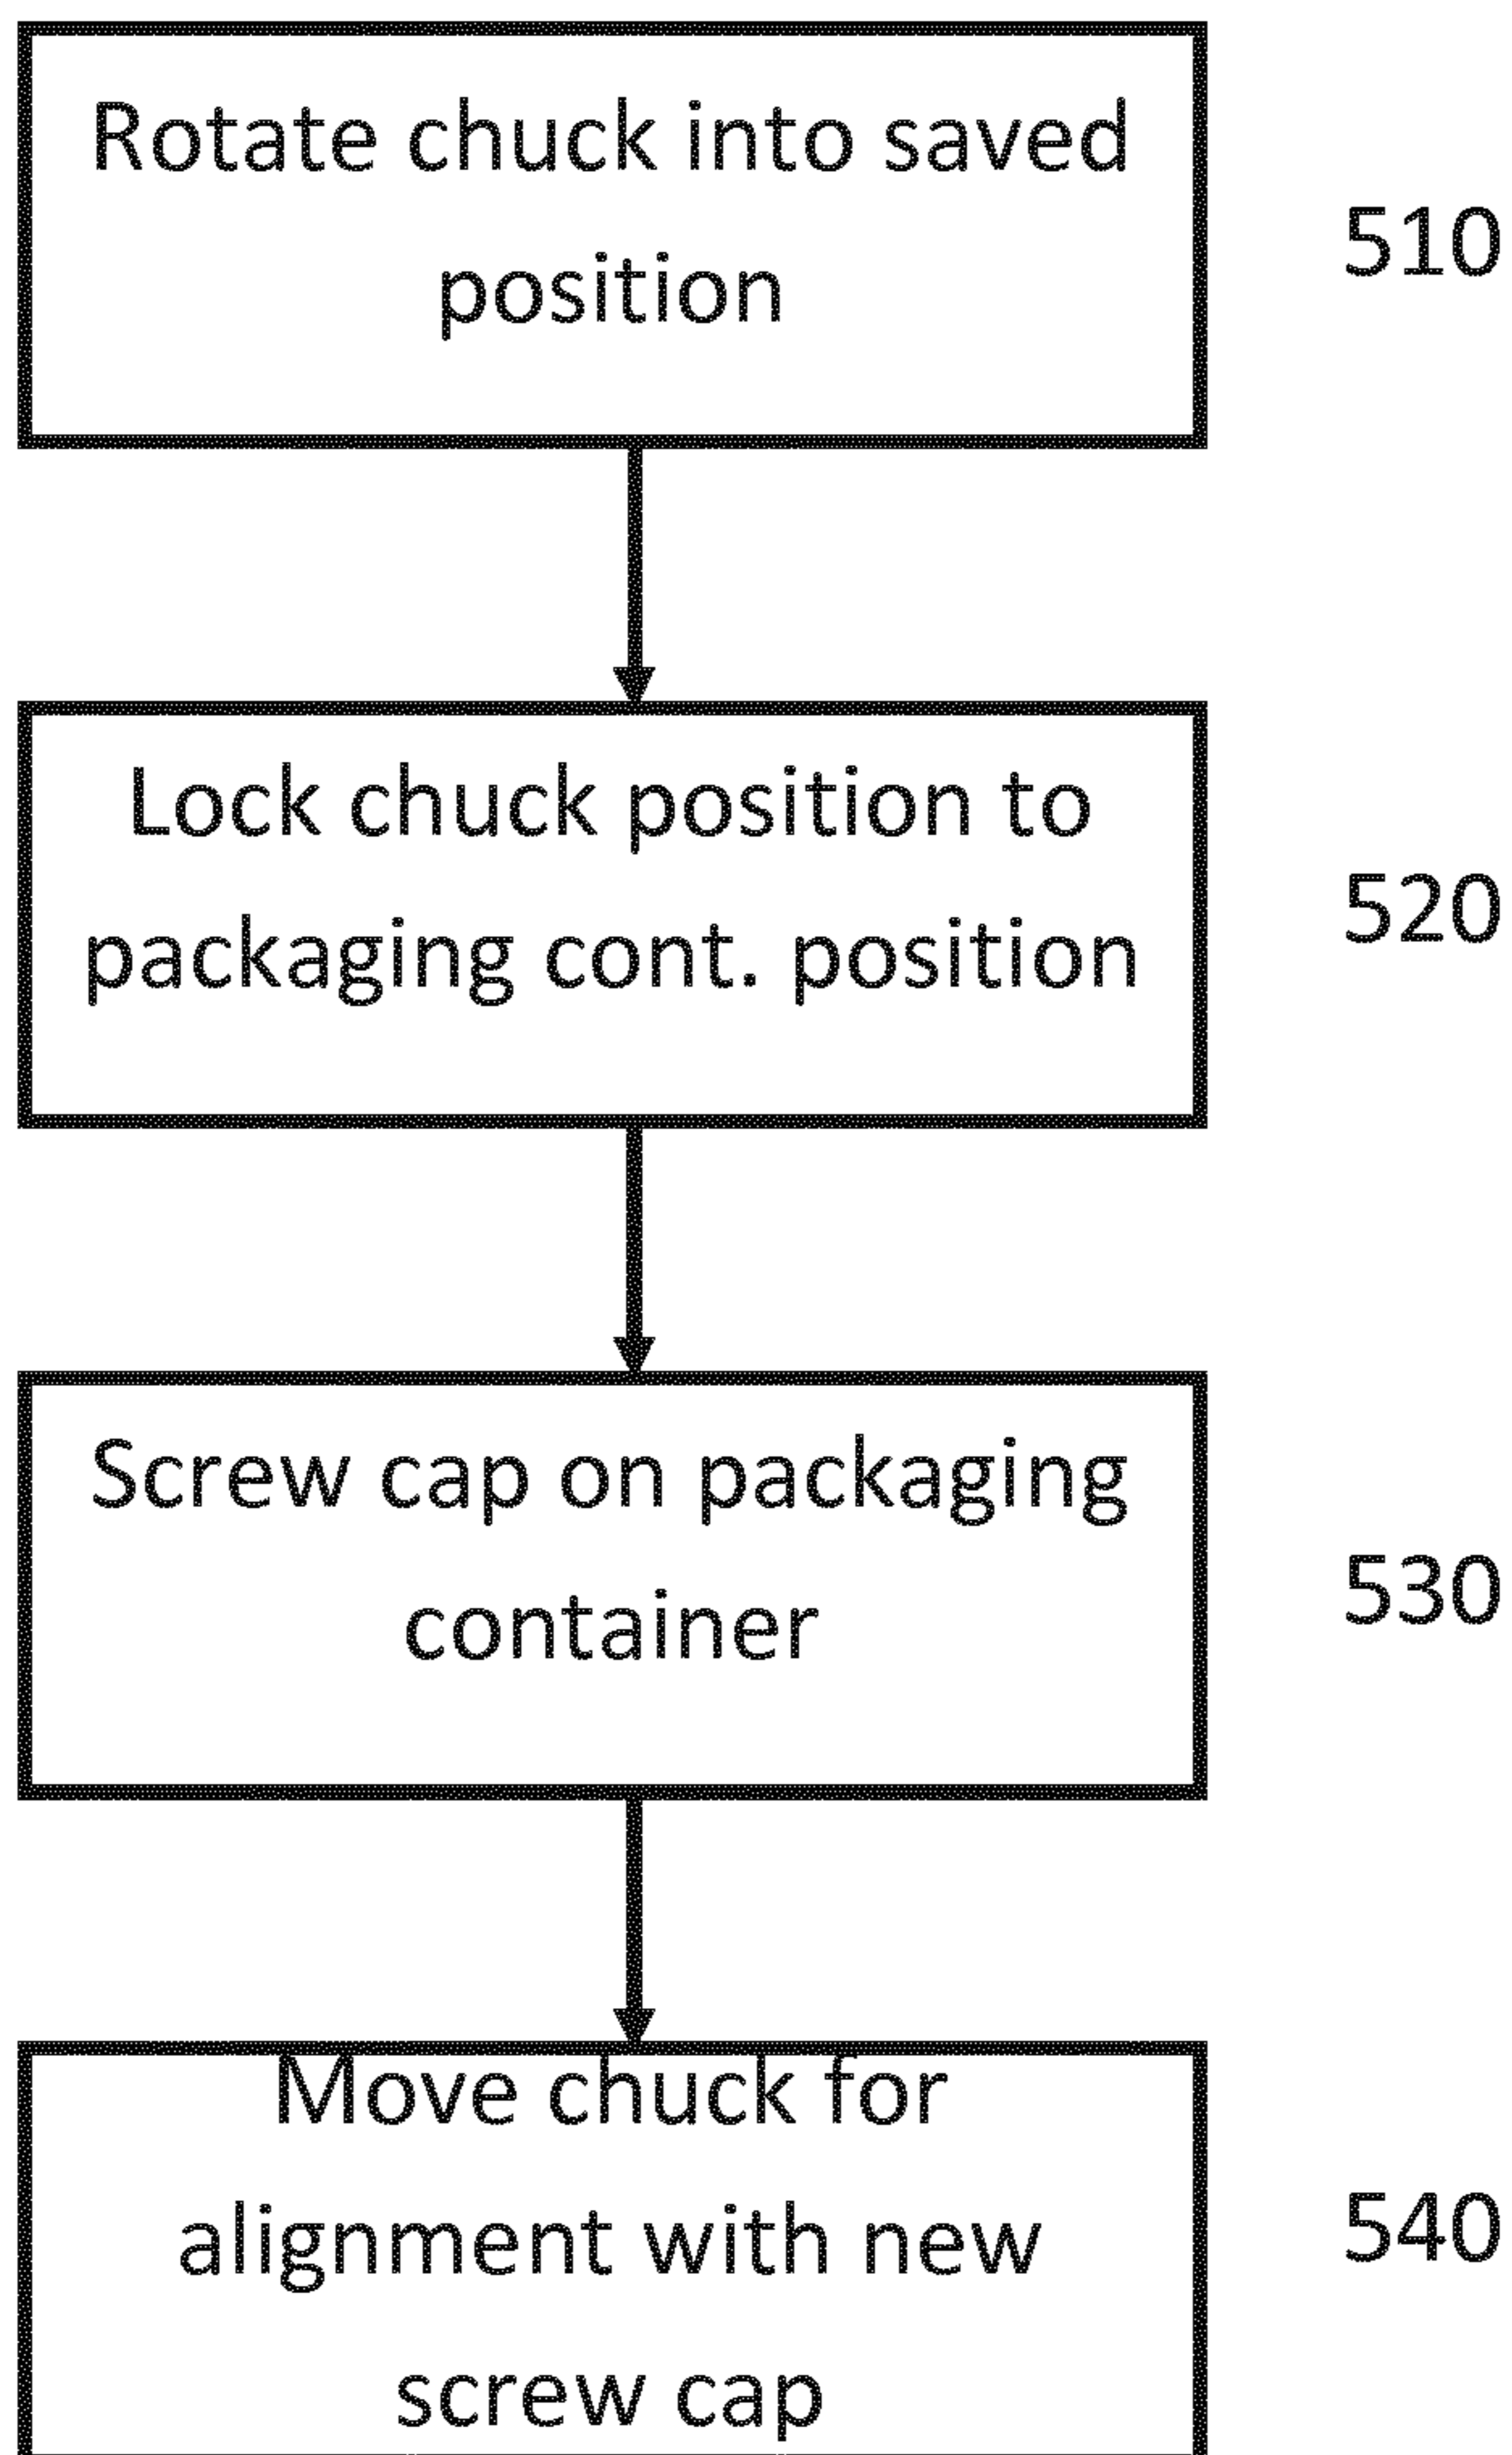 Rotate chuck into saved
position
510
Lock chuck position to
packaging cont. position
520
Screw cap on packaging
container
530
Move chuck for
alignment with new
screw cap
540